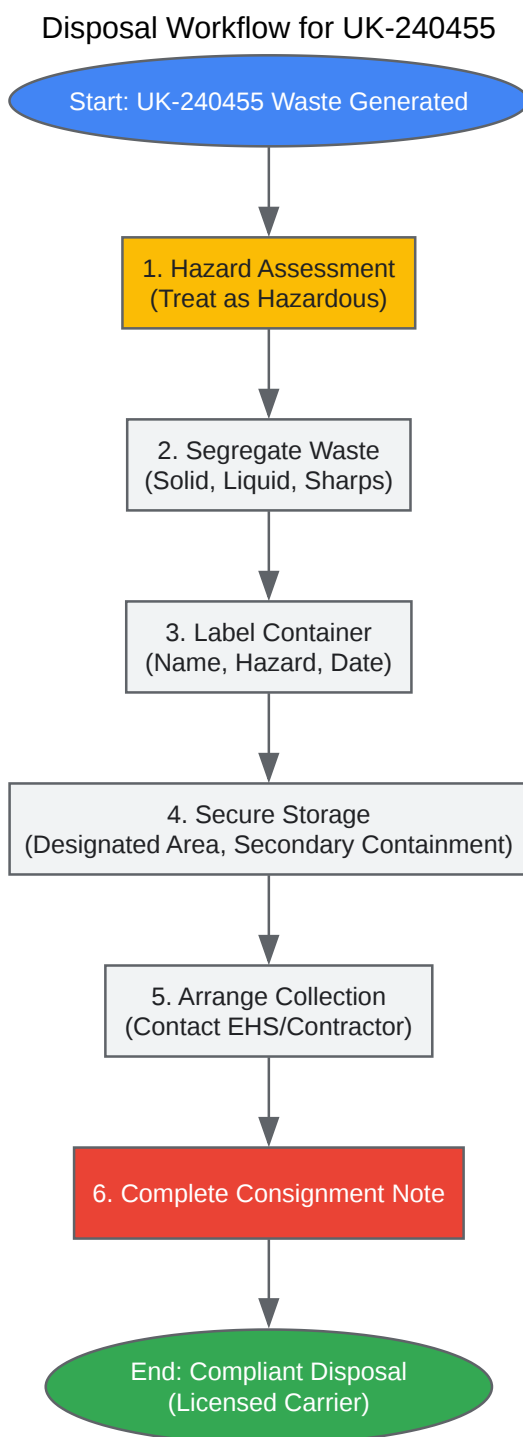 Disposal Workflow for UK-240455
Start: UK-240455 Waste Generated
1. Hazard Assessment
(Treat as Hazardous)
2. Segregate Waste
(Solid, Liquid, Sharps)
3. Label Container
(Name, Hazard, Date)
4. Secure Storage
(Designated Area, Secondary Containment)
5. Arrange Collection
(Contact EHS/Contractor)
6. Complete Consignment Note
End: Compliant Disposal
(Licensed Carrier)